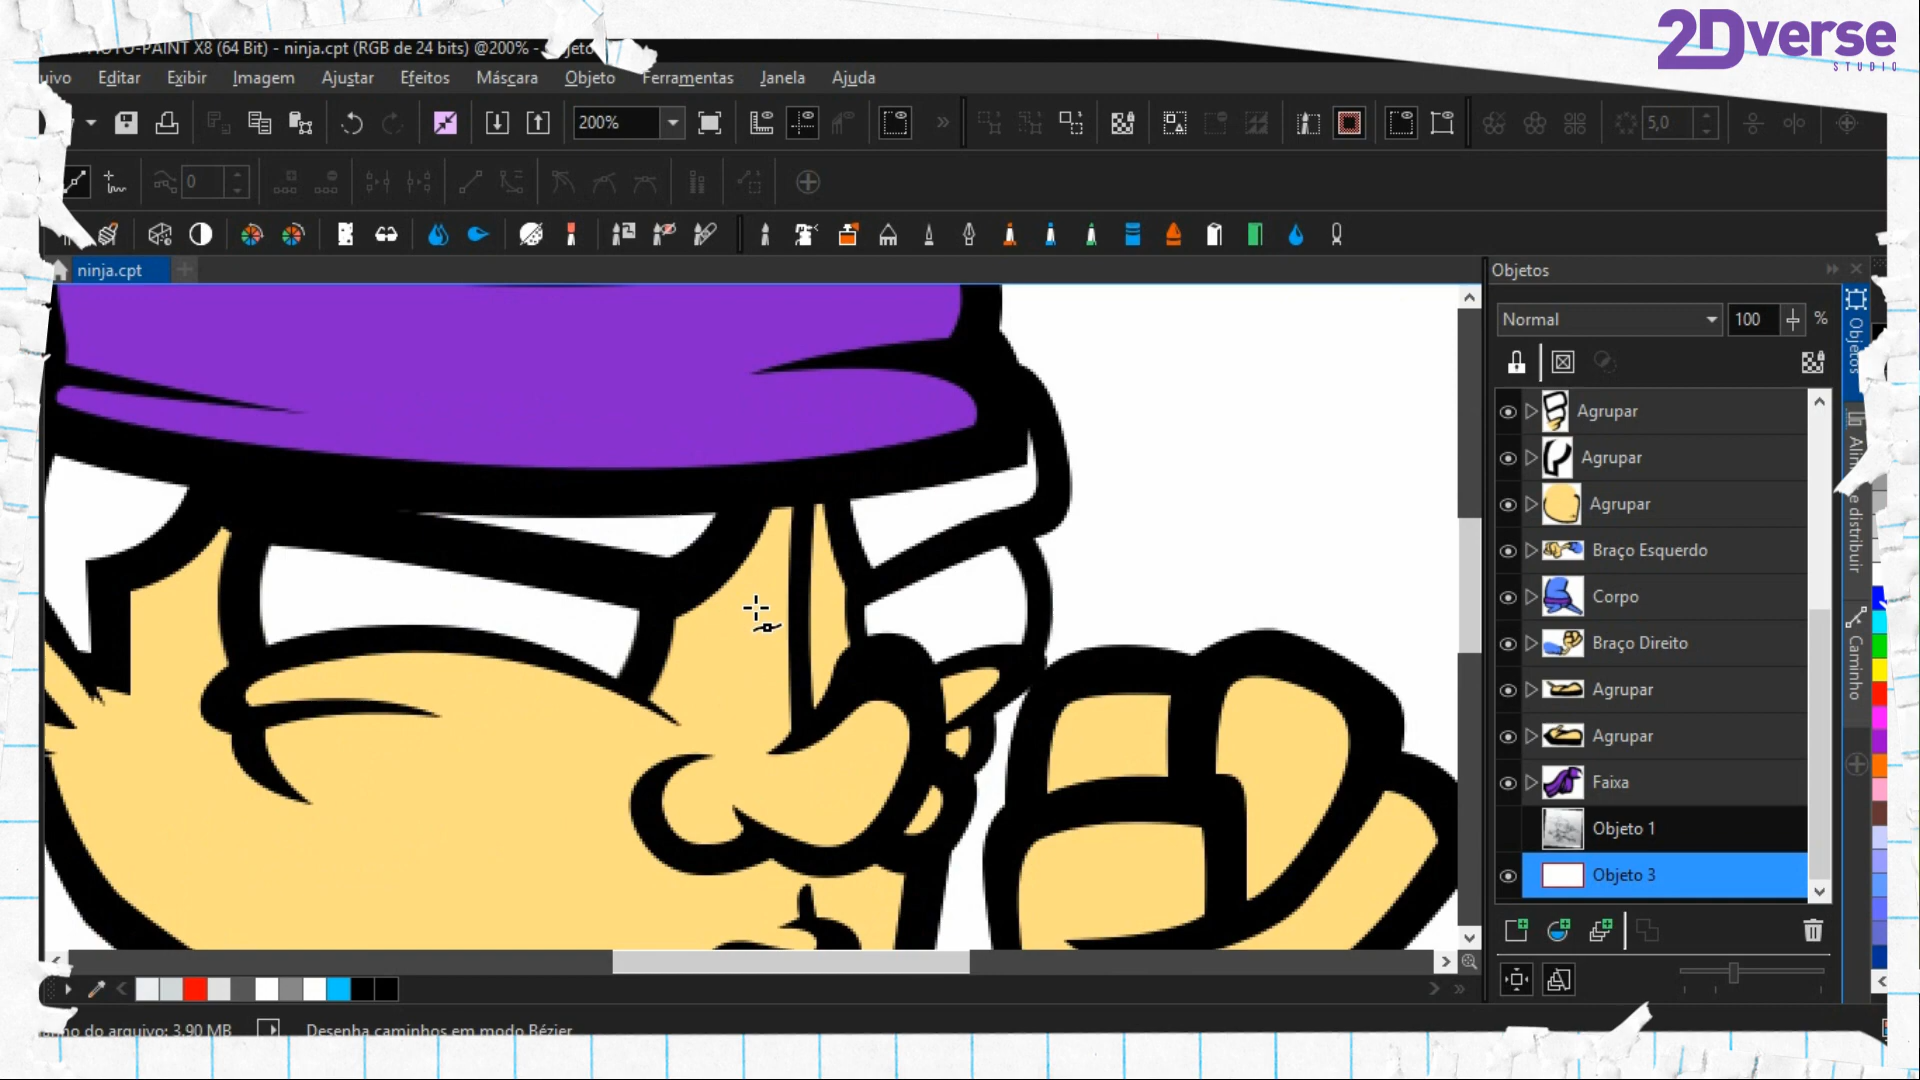 2Dverse
STUDIO
PHOTO-PAINT X8 (64 Bit) - ninja.cpt (RGB de 24 bits) @200% -
Editar Exibir Imagem Ajustar Efeitos Máscara Objeto Ferramentas Janela Ajuda
200%
5,0
0
ninja.cpt
Objetos
Normal 100 %
Agrupar
Agrupar
Agrupar
Braço Esquerdo
Corpo
Braço Direito
Agrupar
Agrupar
Faixa
Objeto 1
Objeto 3
Objetos
e distribuir
Caminho
do arquivo: 3,90 MB Desenha caminhos em modo Bézier